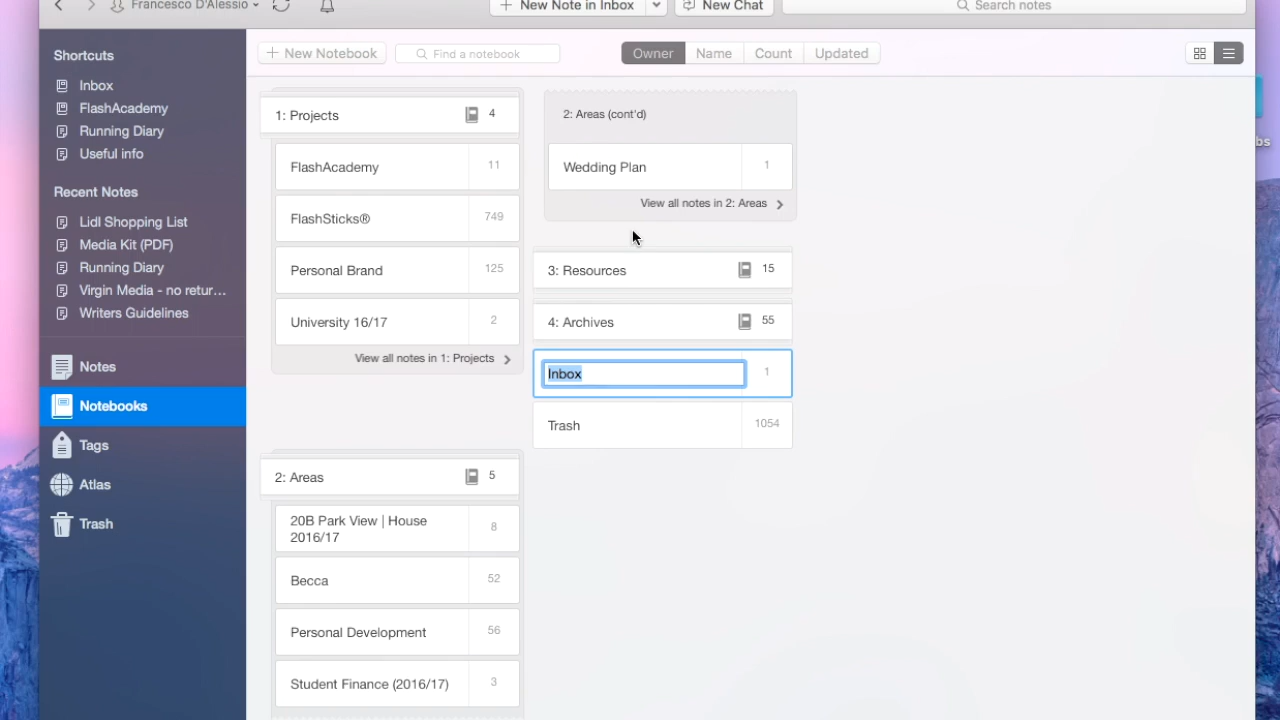 Francesco D'Alessio
New Note in Inbox
New Chat
Search notes
Shortcuts
Inbox
FlashAcademy
Running Diary
Useful info
Recent Notes
Lidl Shopping List
Media Kit (PDF)
Running Diary
Virgin Media - no retur...
Writers Guidelines
Notes
Notebooks
Tags
Atlas
Trash
New Notebook
Find a notebook
Owner
Name
Count
Updated
1: Projects 4
FlashAcademy 11
FlashSticks® 749
Personal Brand 125
University 16/17 2
View all notes in 1: Projects
2: Areas 5
20B Park View | House
2016/17 8
Becca 52
Personal Development 56
Student Finance (2016/17) 3
2: Areas (cont'd)
Wedding Plan 1
View all notes in 2: Areas
3: Resources 15
4: Archives 55
Inbox 1
Trash 1054
bs